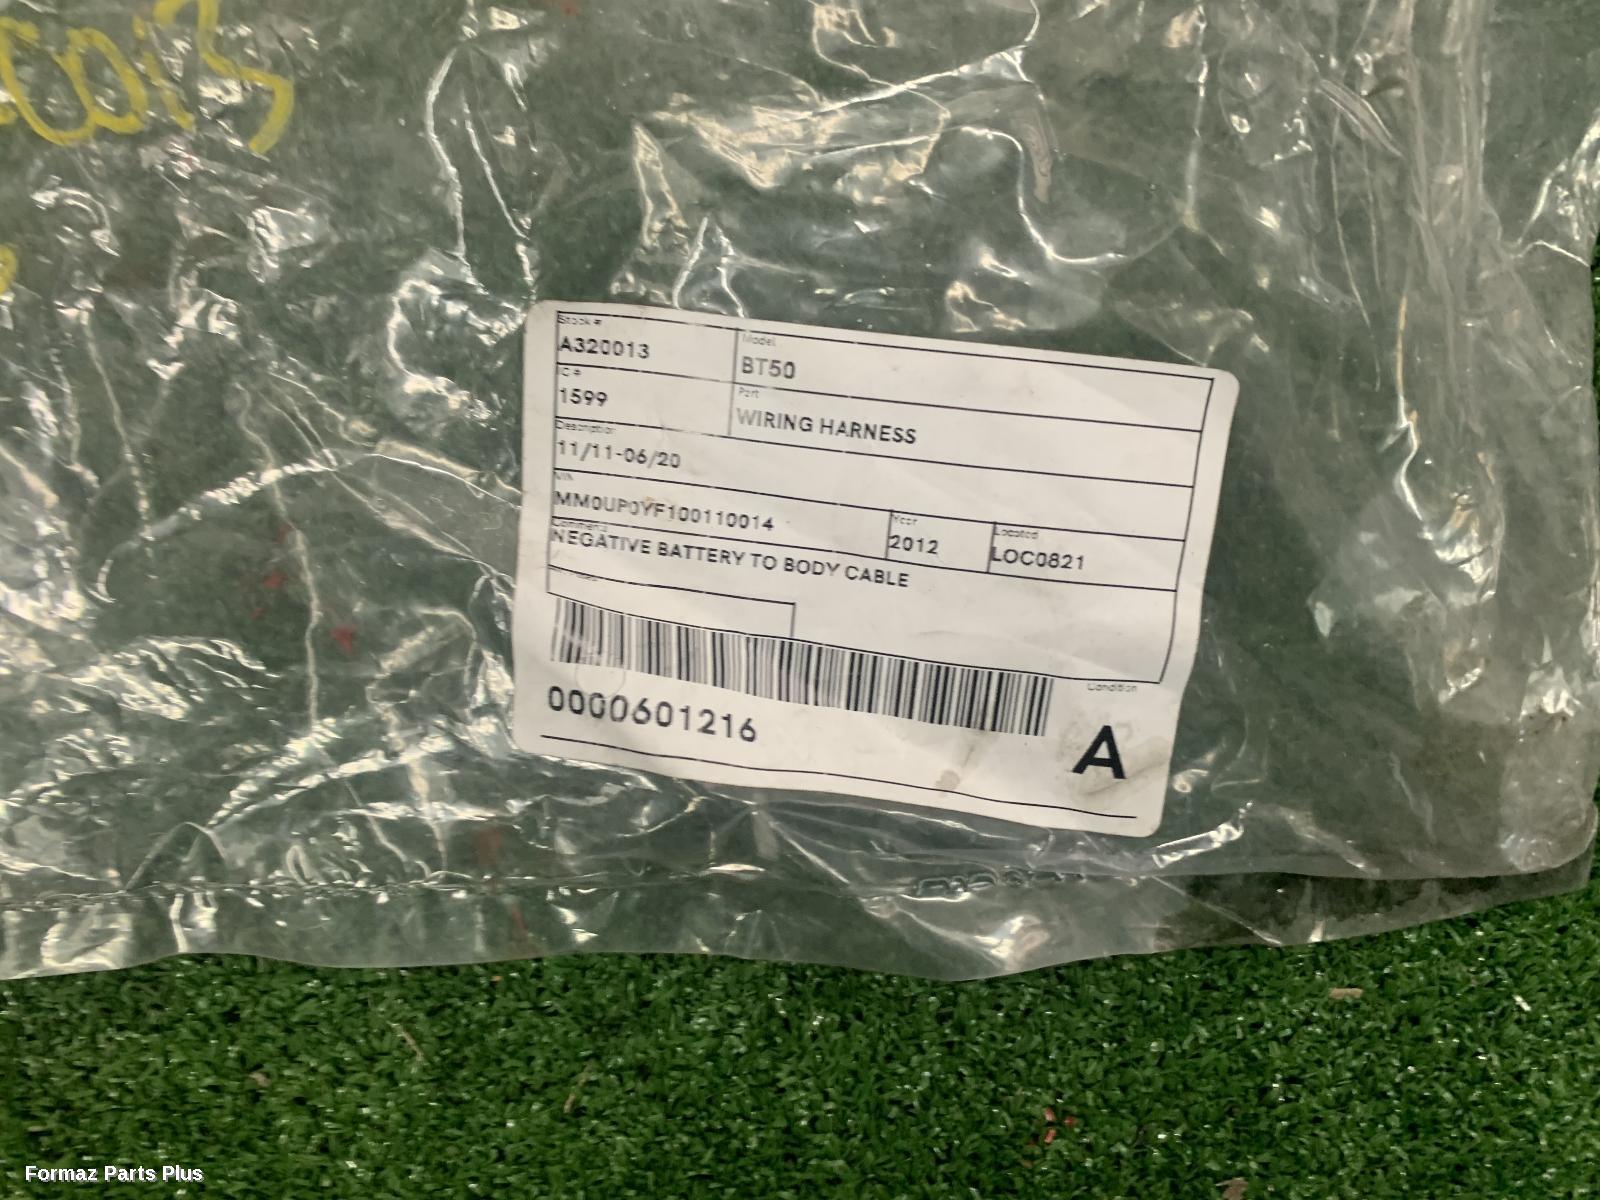 0013
Stock #
A320013
Model
BT50
IC #
1599
Part
WIRING HARNESS
Description
11/11-06/20
VIN
MM0UP0YF100110014
Year
2012
Located
LOC0821
Comments
NEGATIVE BATTERY TO BODY CABLE
0000601216
Condition
A
Formaz Parts Plus